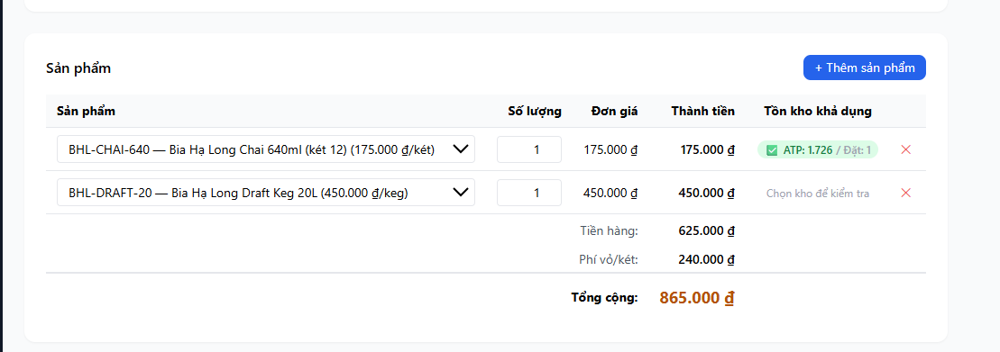 Sản phẩm
+ Thêm sản phẩm
Sản phẩm Số lượng Đơn giá Thành tiền Tồn kho khả dụng
BHL-CHAI-640 — Bia Hạ Long Chai 640ml (két 12) (175.000 ₫/két) 1 175.000 ₫ 175.000 ₫ ✅ ATP: 1.726 / Đặt: 1 ×
BHL-DRAFT-20 — Bia Hạ Long Draft Keg 20L (450.000 ₫/keg) 1 450.000 ₫ 450.000 ₫ Chọn kho để kiểm tra ×
Tiền hàng: 625.000 ₫
Phí vỏ/két: 240.000 ₫
Tổng cộng: 865.000 ₫